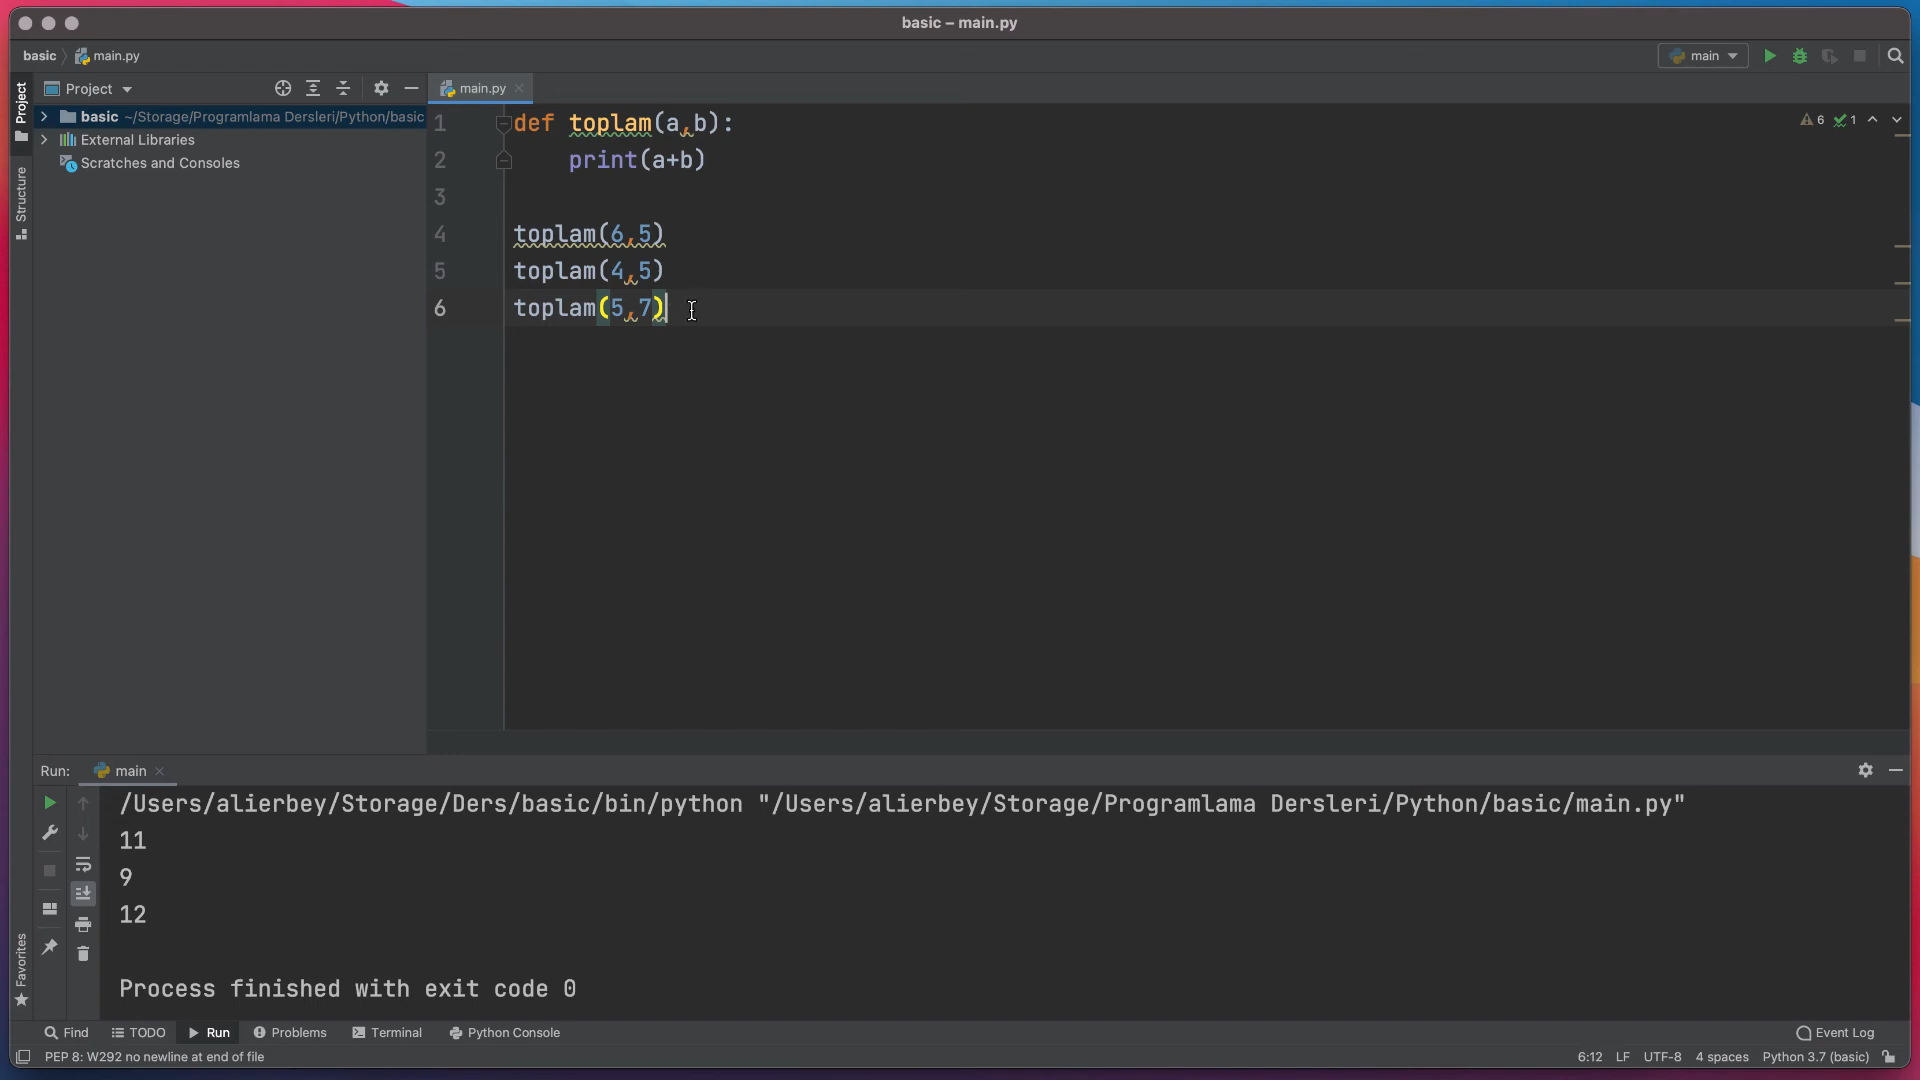 basic – main.py
basic main.py
main
Project
main.py
Project
basic ~/Storage/Programlama Dersleri/Python/basic
External Libraries
Scratches and Consoles
Structure
Favorites
6 1
1 def toplam(a,b):
2 print(a+b)
3
4 toplam(6,5)
5 toplam(4,5)
6 toplam(5,7)
Run: main
/Users/alierbey/Storage/Ders/basic/bin/python "/Users/alierbey/Storage/Programlama Dersleri/Python/basic/main.py"
11
9
12
Process finished with exit code 0
Find TODO Run Problems Terminal Python Console Event Log
PEP 8: W292 no newline at end of file 6:12 LF UTF-8 4 spaces Python 3.7 (basic)